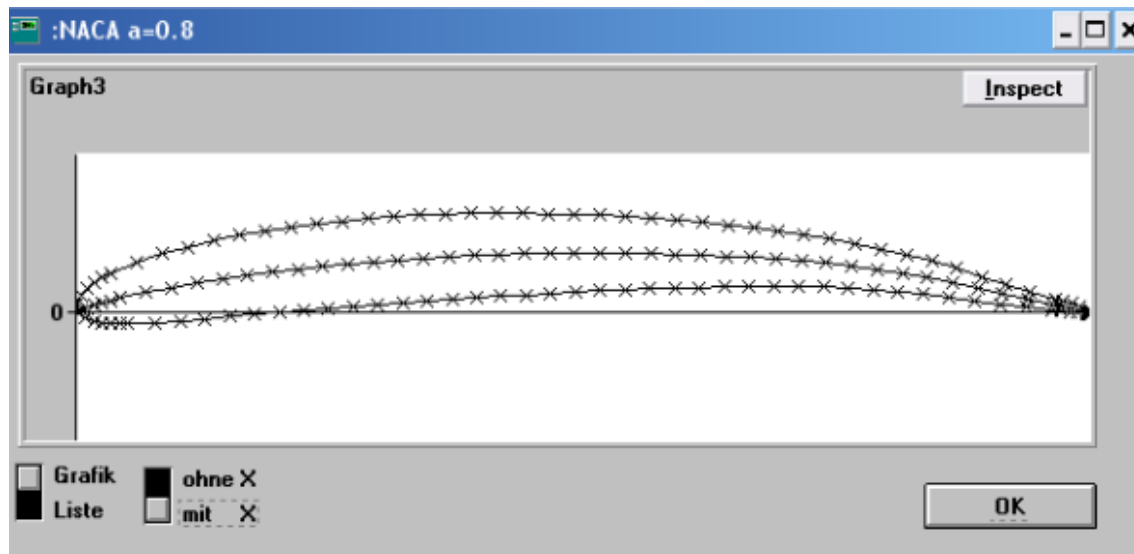 :NACA a=0.8
Graph3
Inspect
0
Grafik
Liste
ohne X
mit X
OK